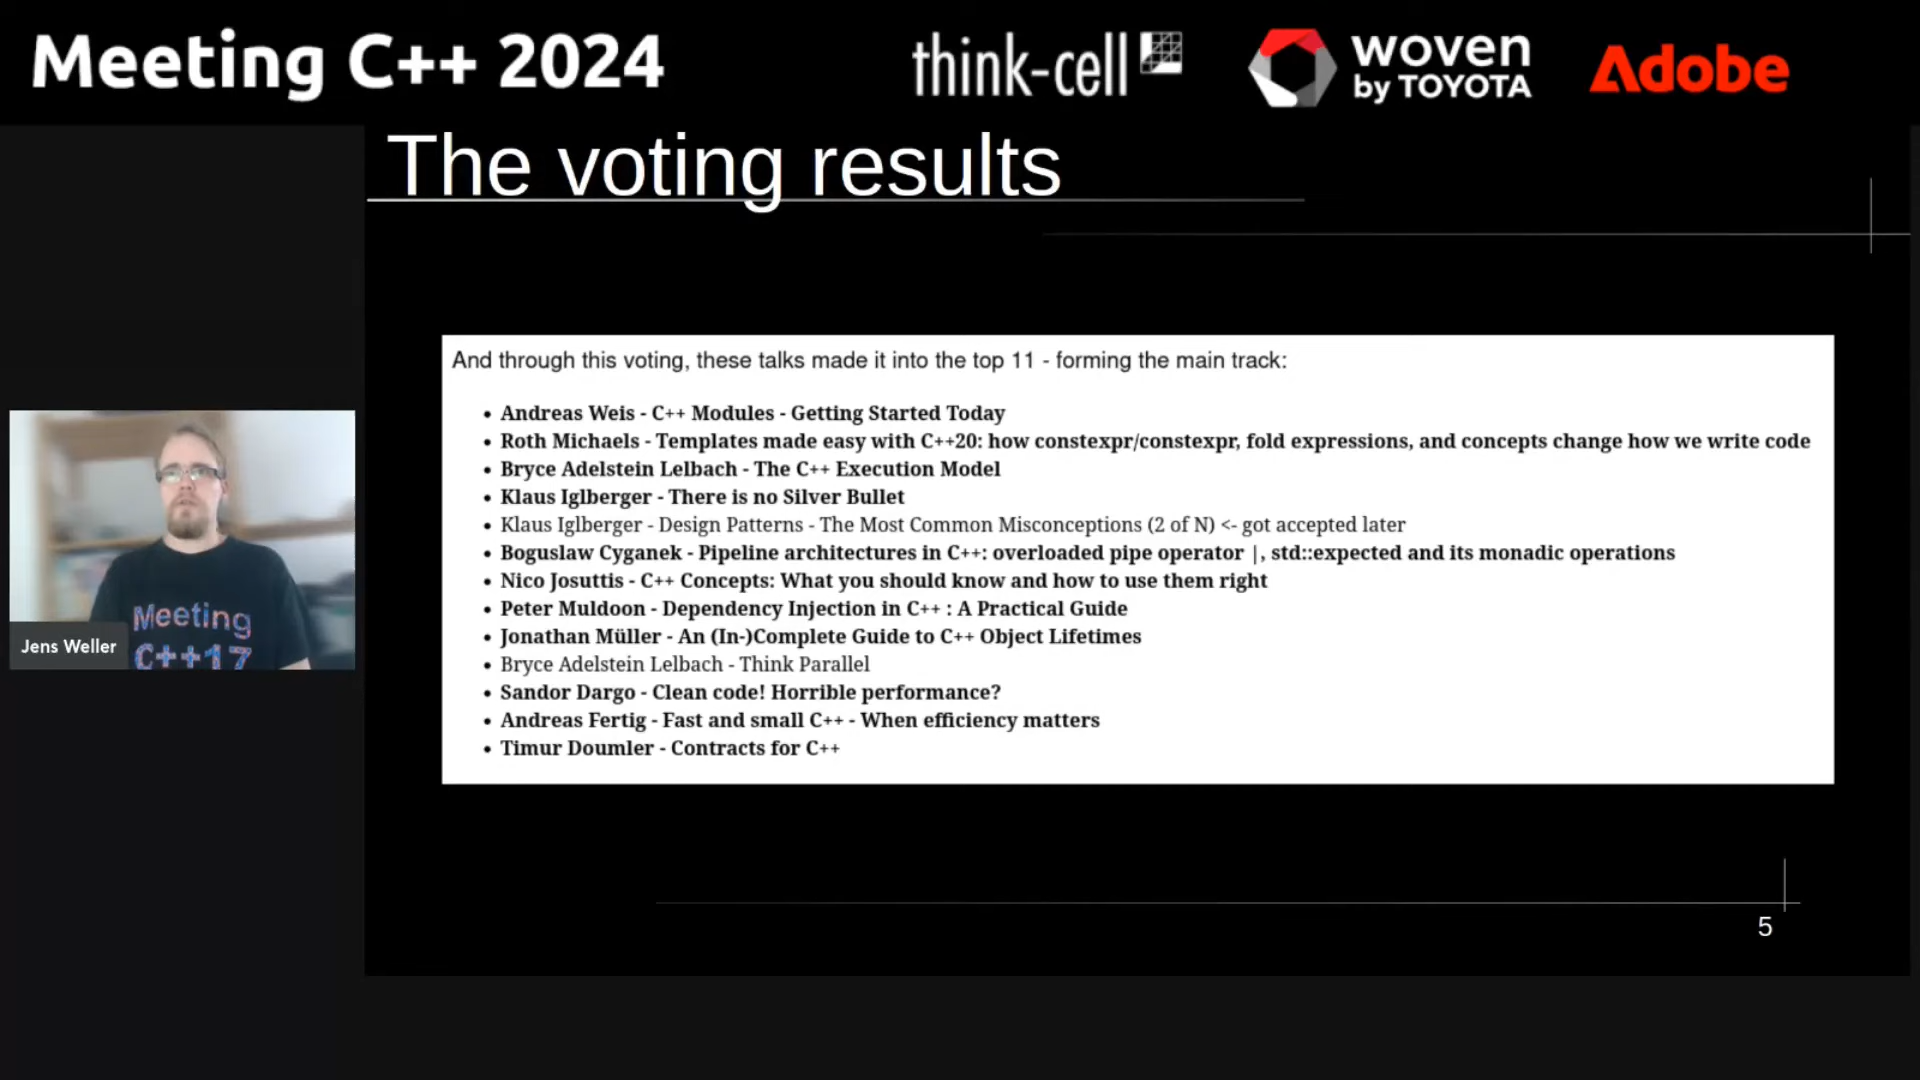 Meeting C++ 2024
think-cell
woven
by TOYOTA
Adobe
The voting results
And through this voting, these talks made it into the top 11 - forming the main track:
• Andreas Weis - C++ Modules - Getting Started Today
• Roth Michaels - Templates made easy with C++20: how constexpr/constexpr, fold expressions, and concepts change how we write code
• Bryce Adelstein Lelbach - The C++ Execution Model
• Klaus Iglberger - There is no Silver Bullet
• Klaus Iglberger - Design Patterns - The Most Common Misconceptions (2 of N) <- got accepted later
• Boguslaw Cyganek - Pipeline architectures in C++: overloaded pipe operator |, std::expected and its monadic operations
• Nico Josuttis - C++ Concepts: What you should know and how to use them right
• Peter Muldoon - Dependency Injection in C++ : A Practical Guide
• Jonathan Müller - An (In-)Complete Guide to C++ Object Lifetimes
• Bryce Adelstein Lelbach - Think Parallel
• Sandor Dargo - Clean code! Horrible performance?
• Andreas Fertig - Fast and small C++ - When efficiency matters
• Timur Doumler - Contracts for C++
Meeting
C++17
Jens Weller
5